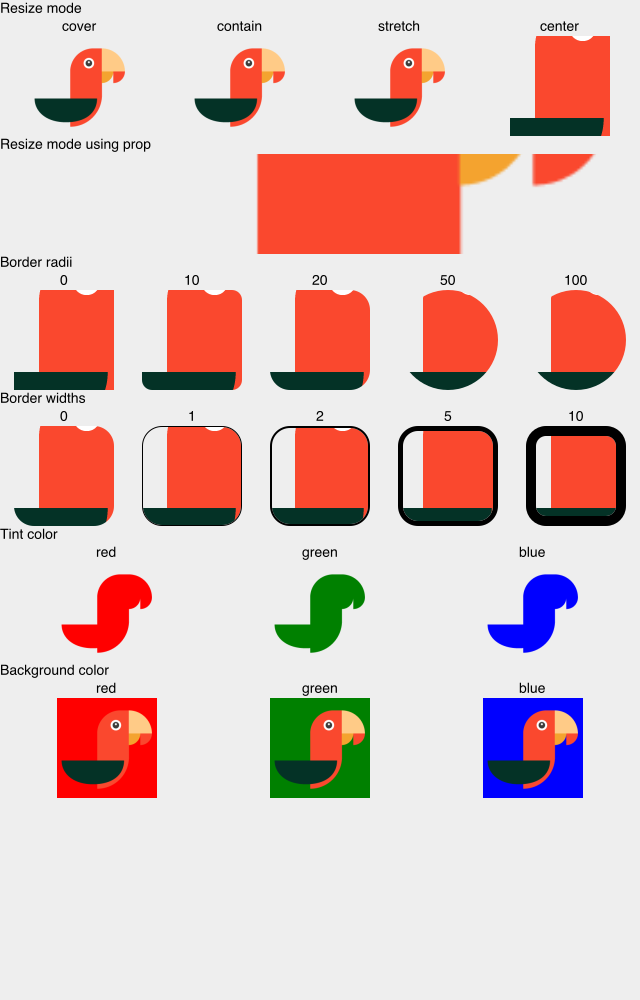 Resize mode
cover contain stretch center
Resize mode using prop
Border radii
0 10 20 50 100
Border widths
0 1 2 5 10
Tint color
red green blue
Background color
red green blue